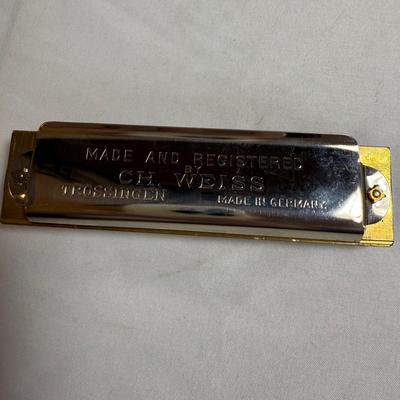 MADE AND REGISTERED
BY
CH. WEISS
TROSSINGEN MADE IN GERMANY